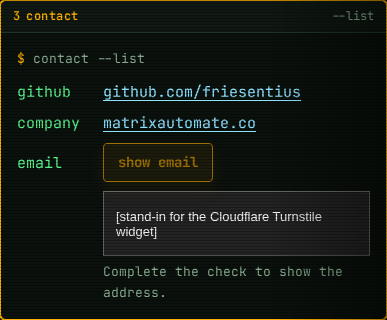 3 contact --list
$ contact --list
github github.com/friesentius
company matrixautomate.co
email show email
[stand-in for the Cloudflare Turnstile
widget]
Complete the check to show the
address.